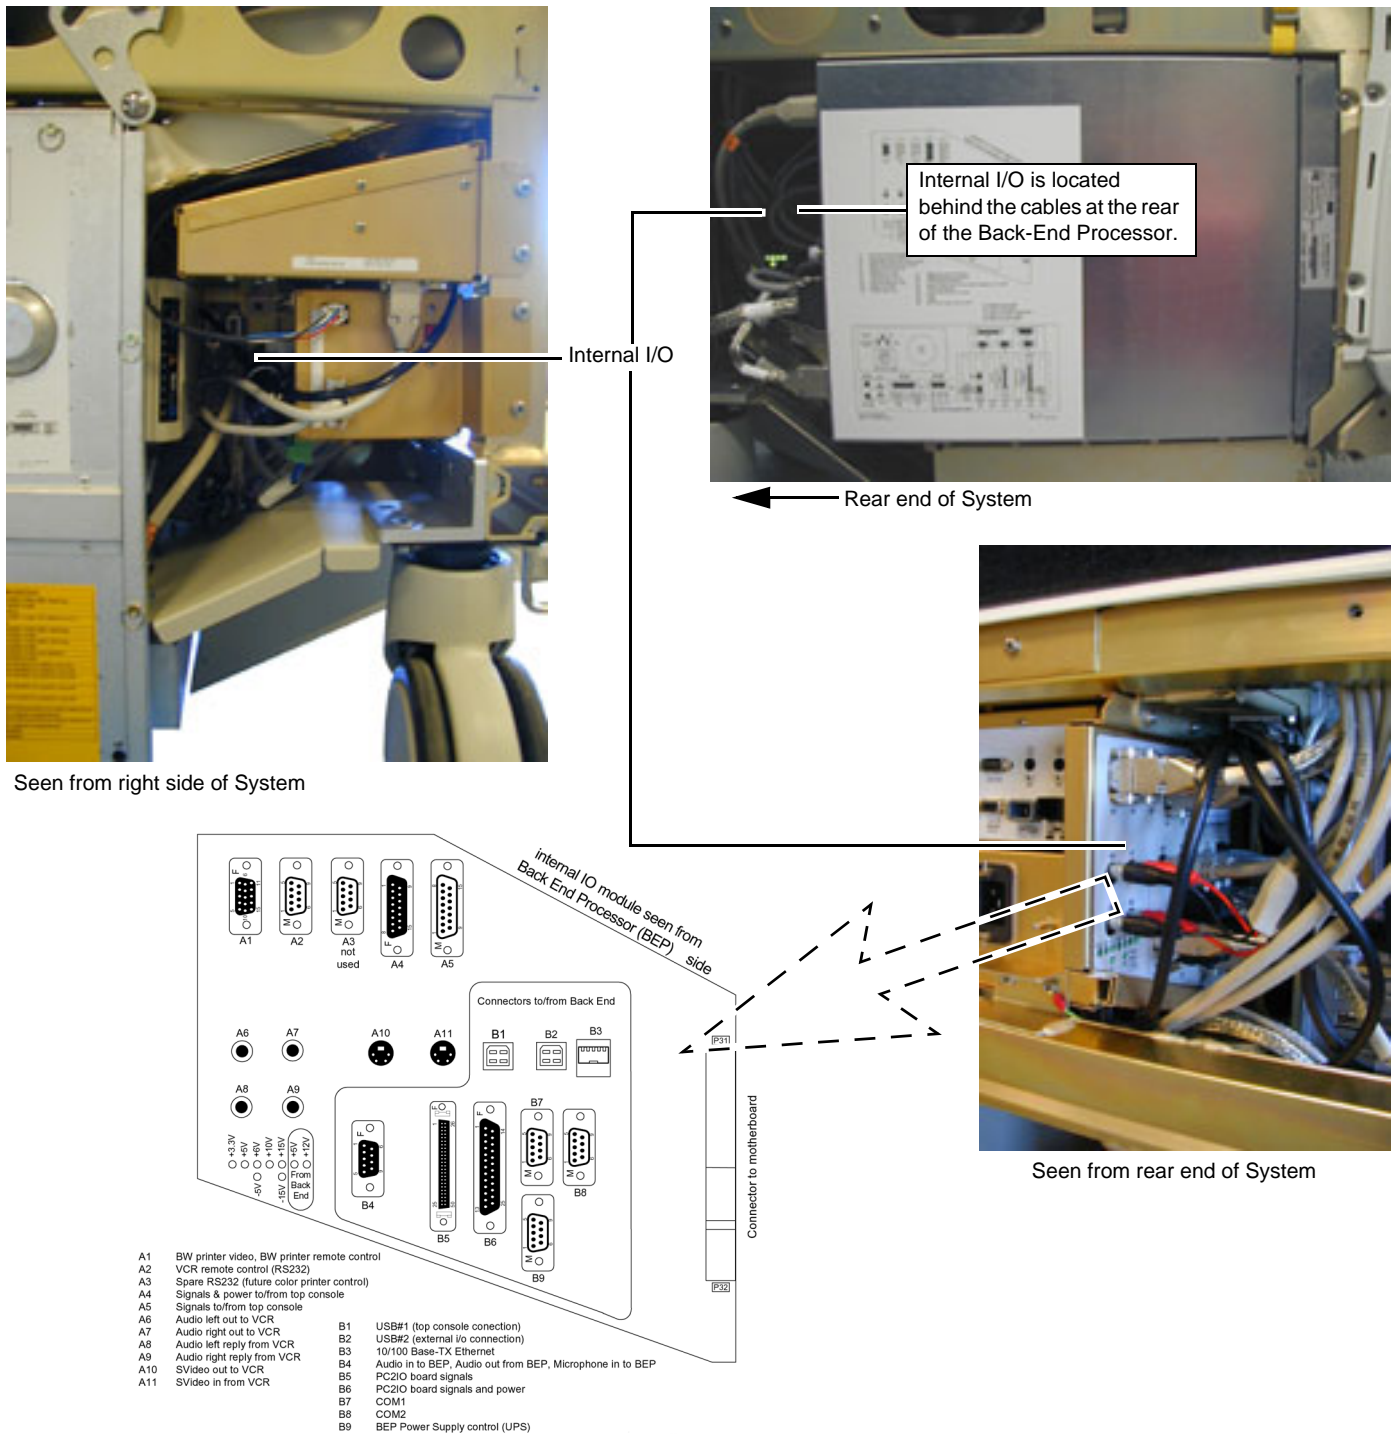 Internal I/O is located
behind the cables at the rear
of the Back-End Processor.
Internal I/O
Rear end of System
Seen from right side of System
Seen from rear end of System
internal IO module seen from
Back End Processor (BEP) side
A1
A2
A3
not
used
A4
A5
Connectors to/from Back End
A6
A7
A10
A11
B1
B2
B3
P31
A8
A9
B7
+3.3V
+5V
+6V
+10V
+15V
+5V
+12V
-5V
-15V
From
Back
End
B4
B5
B6
B8
B9
Connector to motherboard
P32
A1 BW printer video, BW printer remote control
A2 VCR remote control (RS232)
A3 Spare RS232 (future color printer control)
A4 Signals & power to/from top console
A5 Signals to/from top console
A6 Audio left out to VCR
A7 Audio right out to VCR
A8 Audio left reply from VCR
A9 Audio right reply from VCR
A10 SVideo out to VCR
A11 SVideo in from VCR
B1 USB#1 (top console conection)
B2 USB#2 (external i/o connection)
B3 10/100 Base-TX Ethernet
B4 Audio in to BEP, Audio out from BEP, Microphone in to BEP
B5 PC2IO board signals
B6 PC2IO board signals and power
B7 COM1
B8 COM2
B9 BEP Power Supply control (UPS)